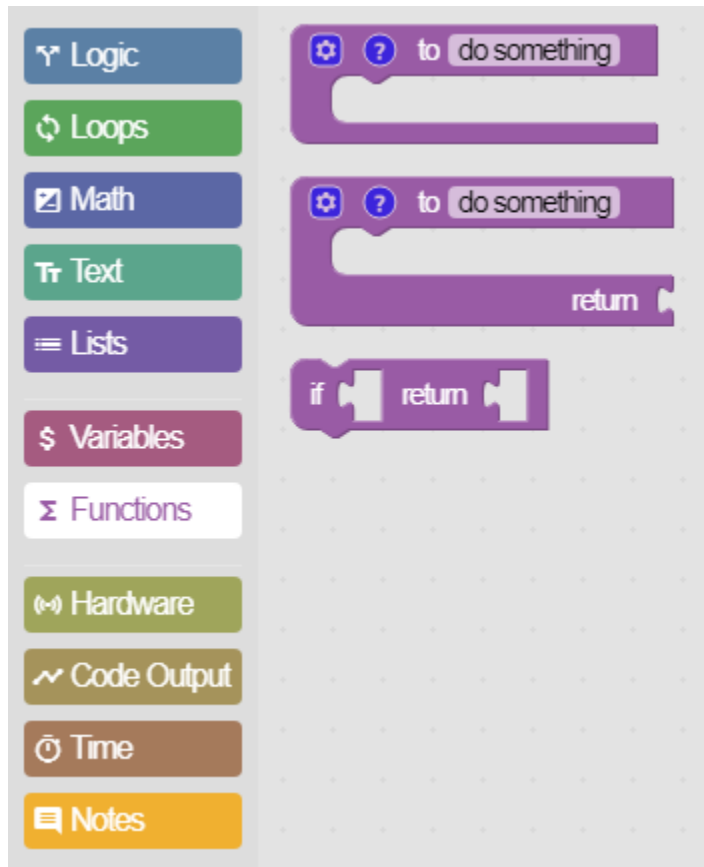 Logic
Loops
Math
Tr Text
Lists
$ Variables
Σ Functions
Hardware
Code Output
Time
Notes
? to do something
? to do something
return
if return